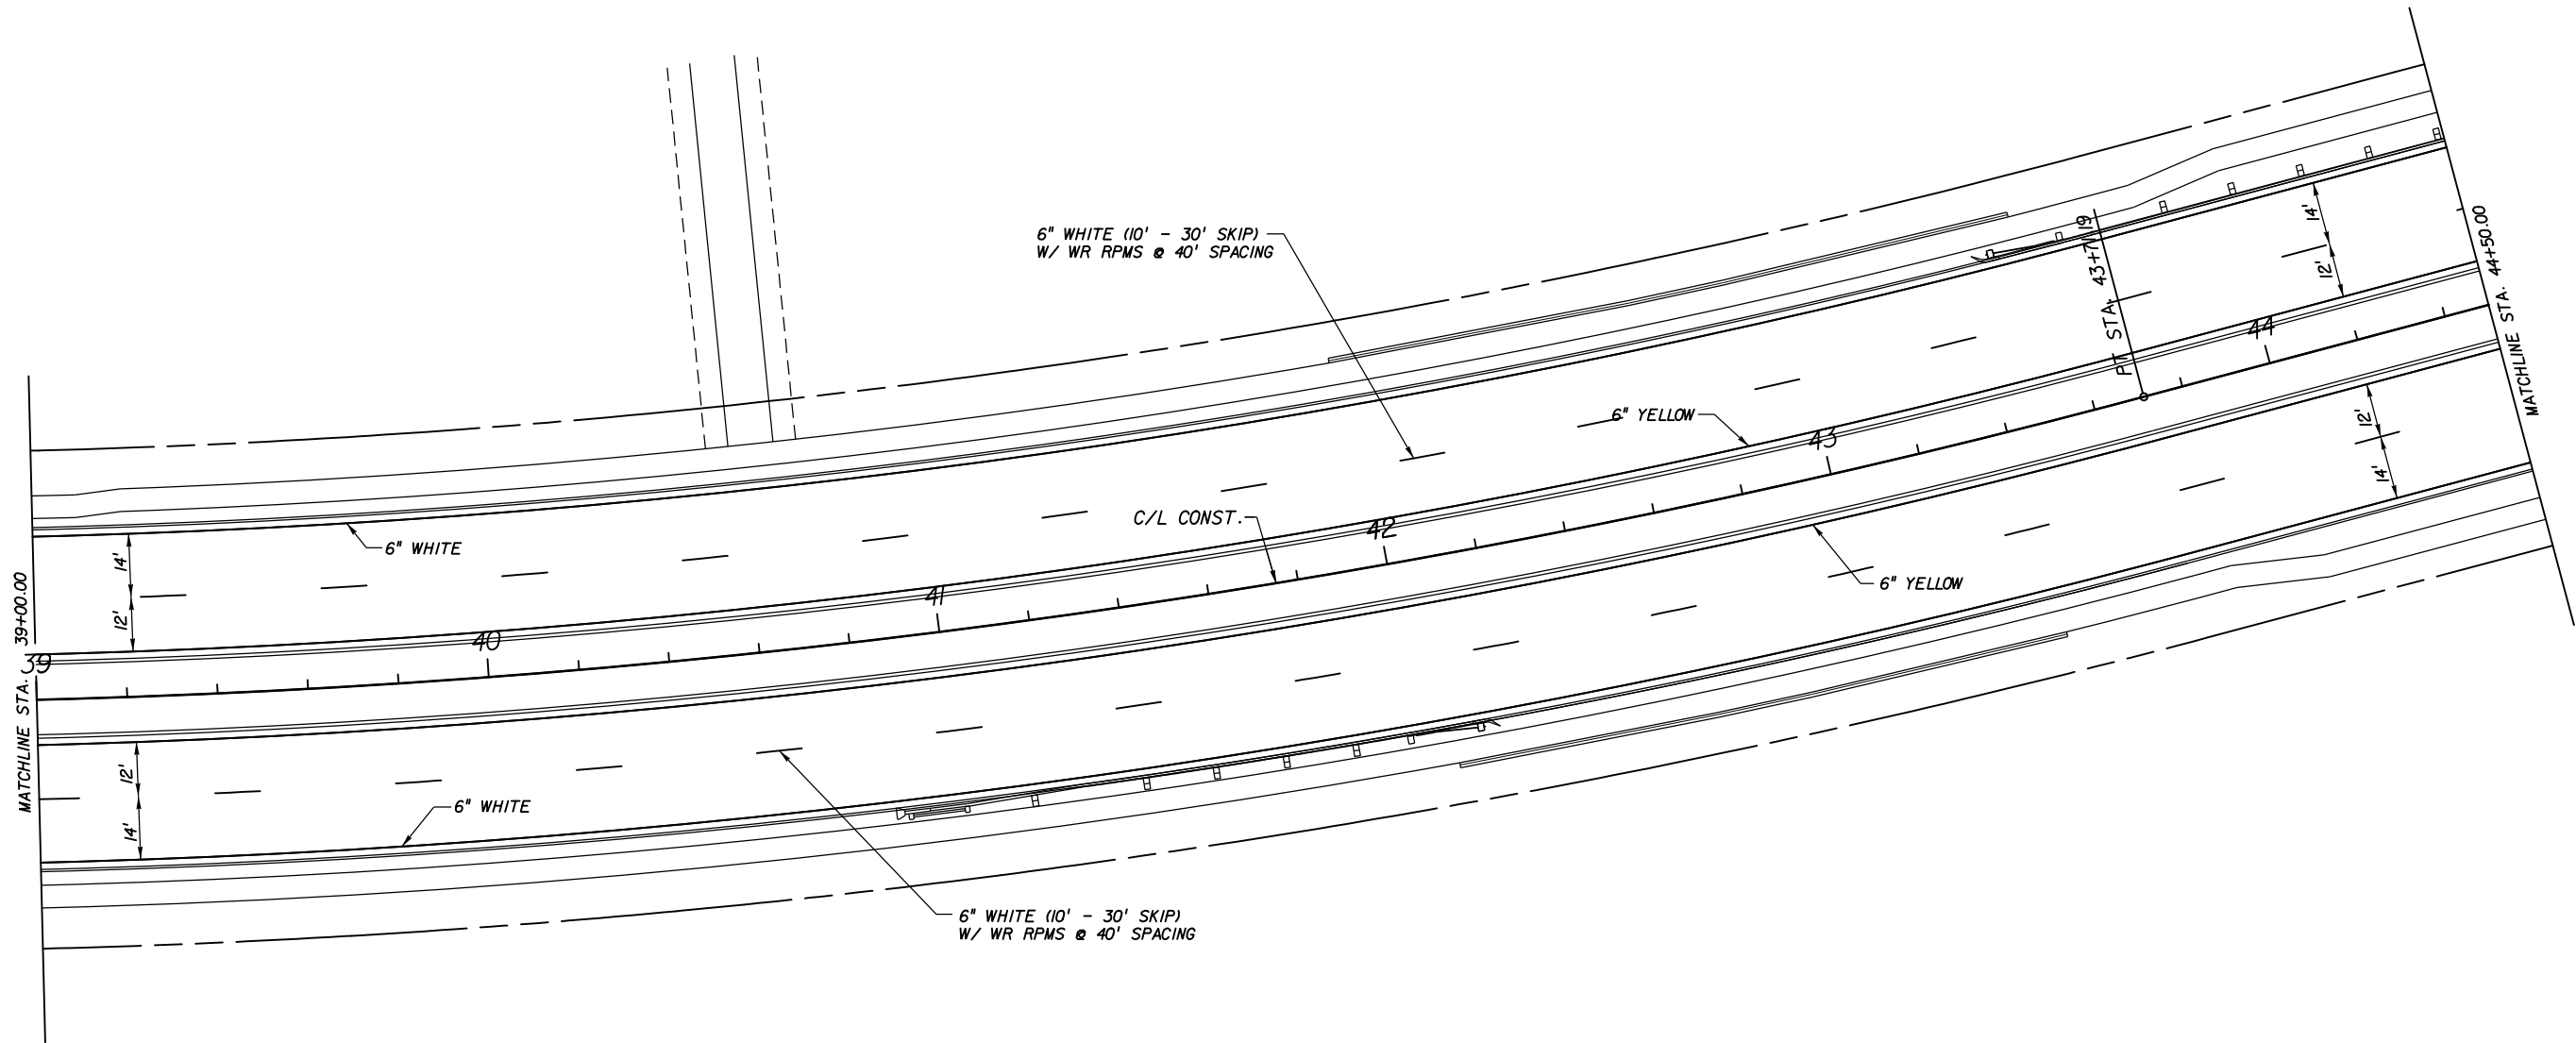 6" WHITE (10' - 30' SKIP)
W/ WR RPMS @ 40' SPACING
14'
12'
PT STA. 43+71.19
MATCHLINE STA. 44+50.00
44
6" YELLOW
43
12'
14'
C/L CONST.
42
6" WHITE
14'
12'
41
6" YELLOW
40
39
MATCHLINE STA. 39+00.00
12'
14'
6" WHITE
6" WHITE (10' - 30' SKIP)
W/ WR RPMS @ 40' SPACING